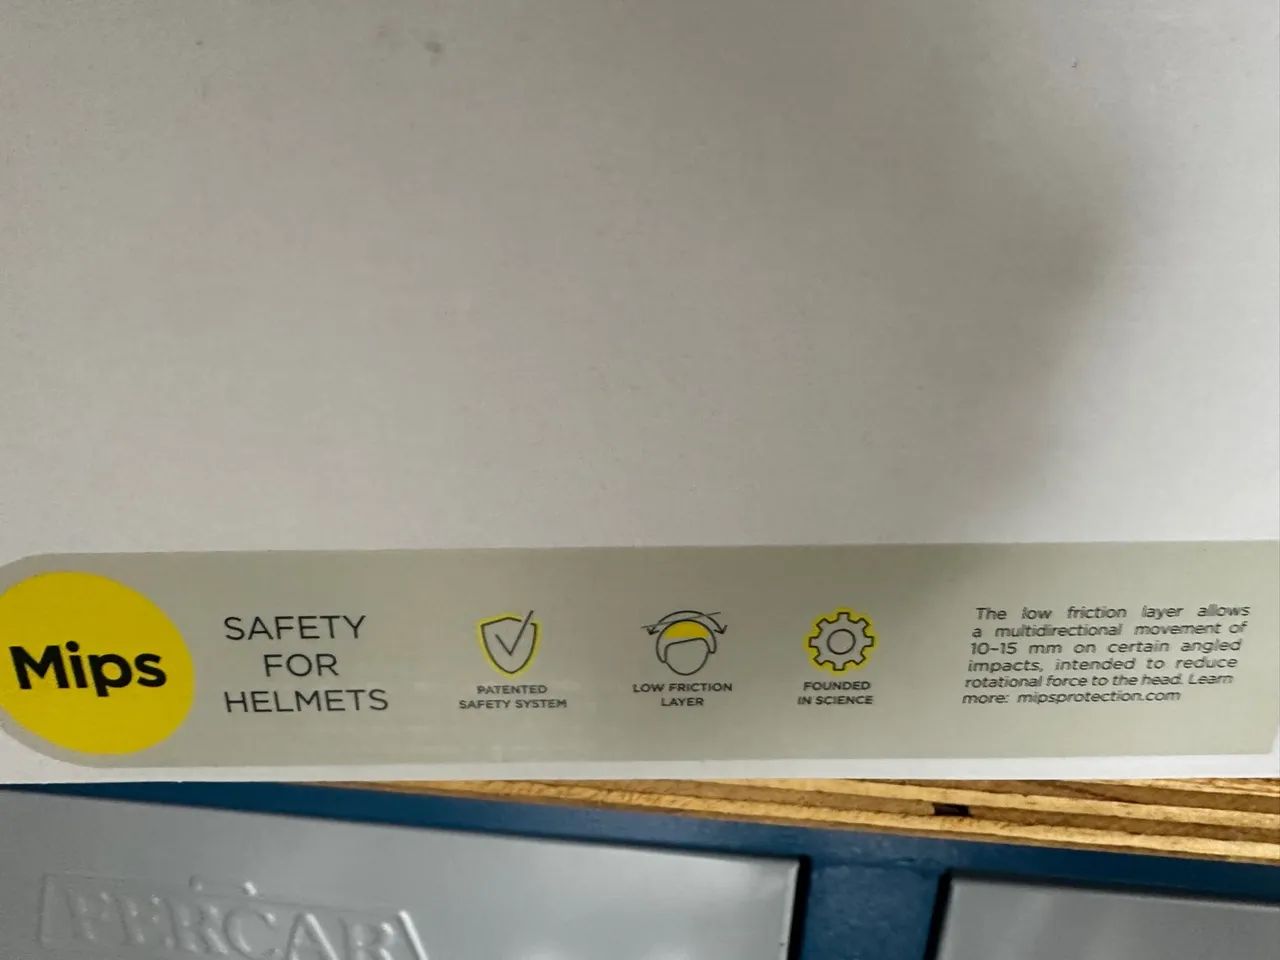 Mips
SAFETY
FOR
HELMETS
PATENTED
SAFETY SYSTEM
LOW FRICTION
LAYER
FOUNDED
IN SCIENCE
The low friction layer allows
a multidirectional movement of
10–15 mm on certain angled
impacts, intended to reduce
rotational force to the head. Learn
more: mipsprotection.com
PERCAR